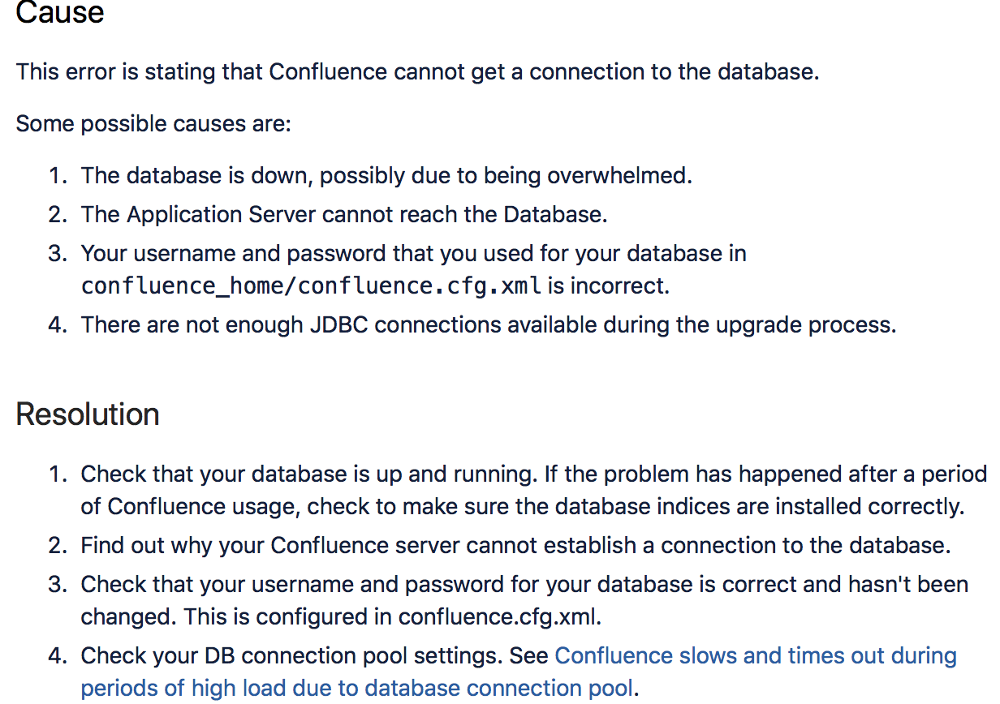 Cause
This error is stating that Confluence cannot get a connection to the database.
Some possible causes are:
1. The database is down, possibly due to being overwhelmed.
2. The Application Server cannot reach the Database.
3. Your username and password that you used for your database in
confluence_home/confluence.cfg.xml is incorrect.
4. There are not enough JDBC connections available during the upgrade process.
Resolution
1. Check that your database is up and running. If the problem has happened after a period
of Confluence usage, check to make sure the database indices are installed correctly.
2. Find out why your Confluence server cannot establish a connection to the database.
3. Check that your username and password for your database is correct and hasn't been
changed. This is configured in confluence.cfg.xml.
4. Check your DB connection pool settings. See Confluence slows and times out during
periods of high load due to database connection pool.